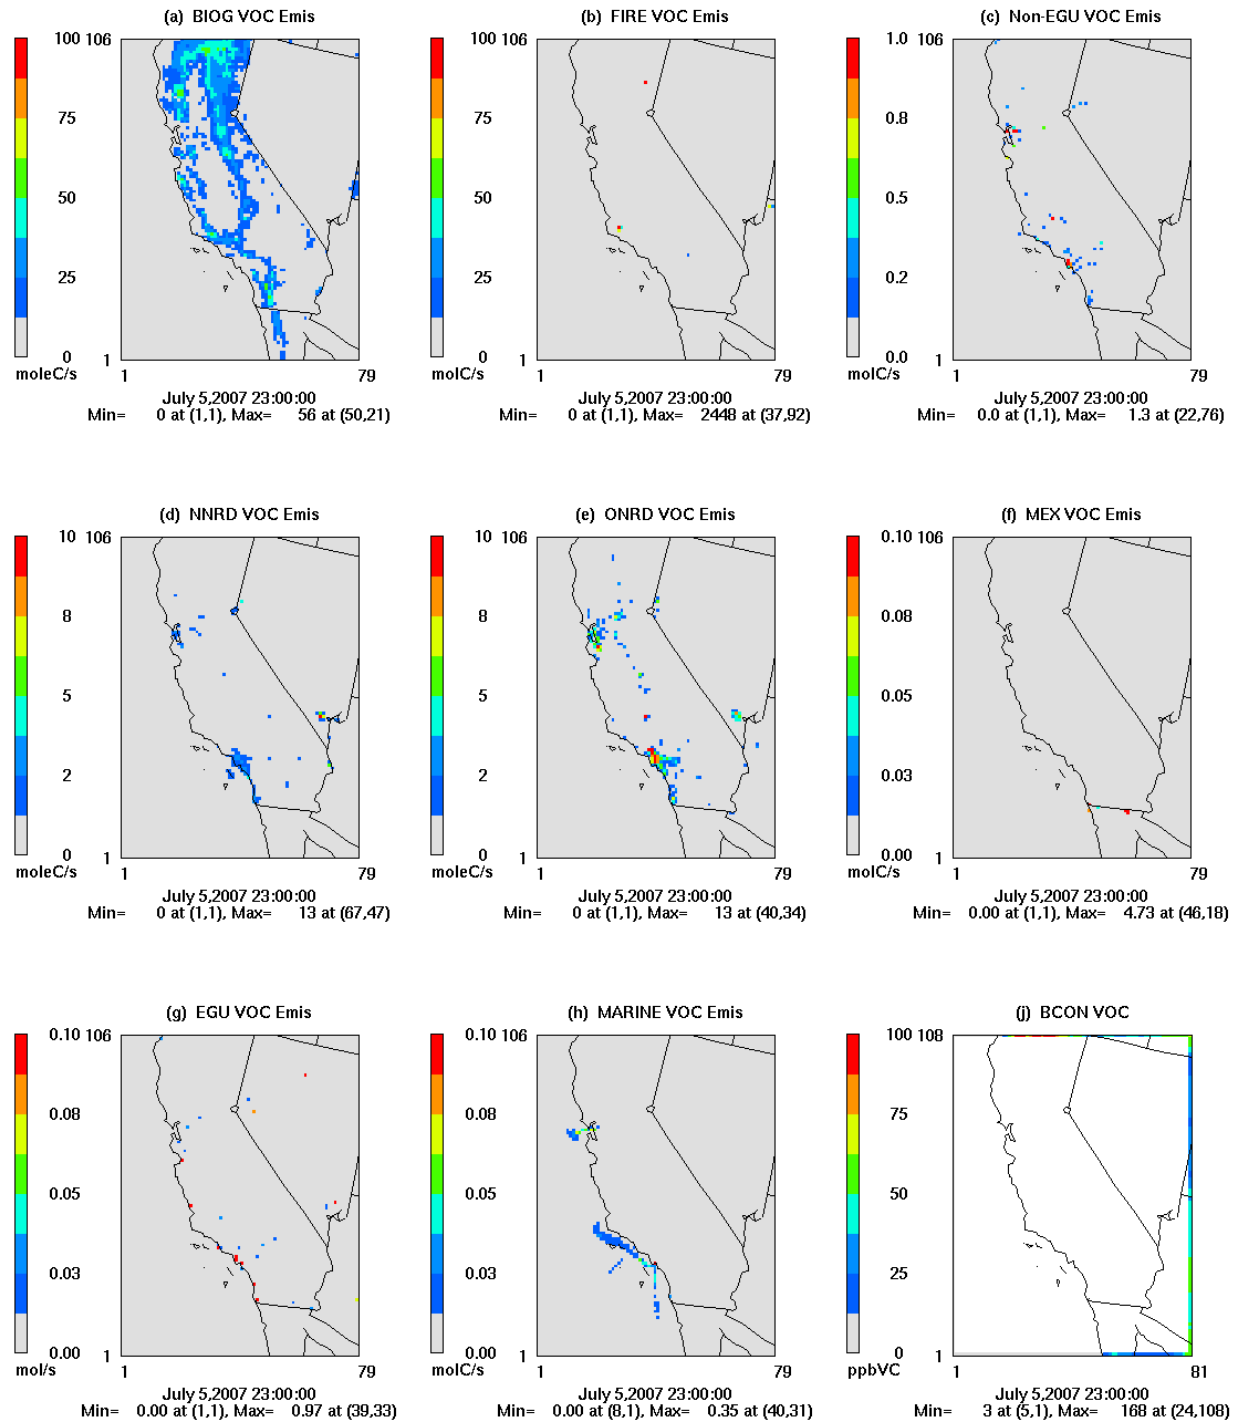 (a) BIOG VOC Emis
100
75
50
25
0
moleC/s
106
1
1
79
July 5,2007 23:00:00
Min= 0 at (1,1), Max= 56 at (50,21)
(b) FIRE VOC Emis
100
75
50
25
0
molC/s
106
1
1
79
July 5,2007 23:00:00
Min= 0 at (1,1), Max= 2448 at (37,92)
(c) Non-EGU VOC Emis
1.0
0.8
0.5
0.2
0.0
molC/s
106
1
1
79
July 5,2007 23:00:00
Min= 0.0 at (1,1), Max= 1.3 at (22,76)
(d) NNRD VOC Emis
10
8
5
2
0
moleC/s
106
1
1
79
July 5,2007 23:00:00
Min= 0 at (1,1), Max= 13 at (67,47)
(e) ONRD VOC Emis
10
8
5
2
0
moleC/s
106
1
1
79
July 5,2007 23:00:00
Min= 0 at (1,1), Max= 13 at (40,34)
(f) MEX VOC Emis
0.10
0.08
0.05
0.03
0.00
molC/s
106
1
1
79
July 5,2007 23:00:00
Min= 0.00 at (1,1), Max= 4.73 at (46,18)
(g) EGU VOC Emis
0.10
0.08
0.05
0.03
0.00
mol/s
106
1
1
79
July 5,2007 23:00:00
Min= 0.00 at (1,1), Max= 0.97 at (39,33)
(h) MARINE VOC Emis
0.10
0.08
0.05
0.03
0.00
molC/s
106
1
1
79
July 5,2007 23:00:00
Min= 0.00 at (8,1), Max= 0.35 at (40,31)
(j) BCON VOC
100
75
50
25
0
ppbVC
108
1
1
81
July 5,2007 23:00:00
Min= 3 at (5,1), Max= 168 at (24,108)